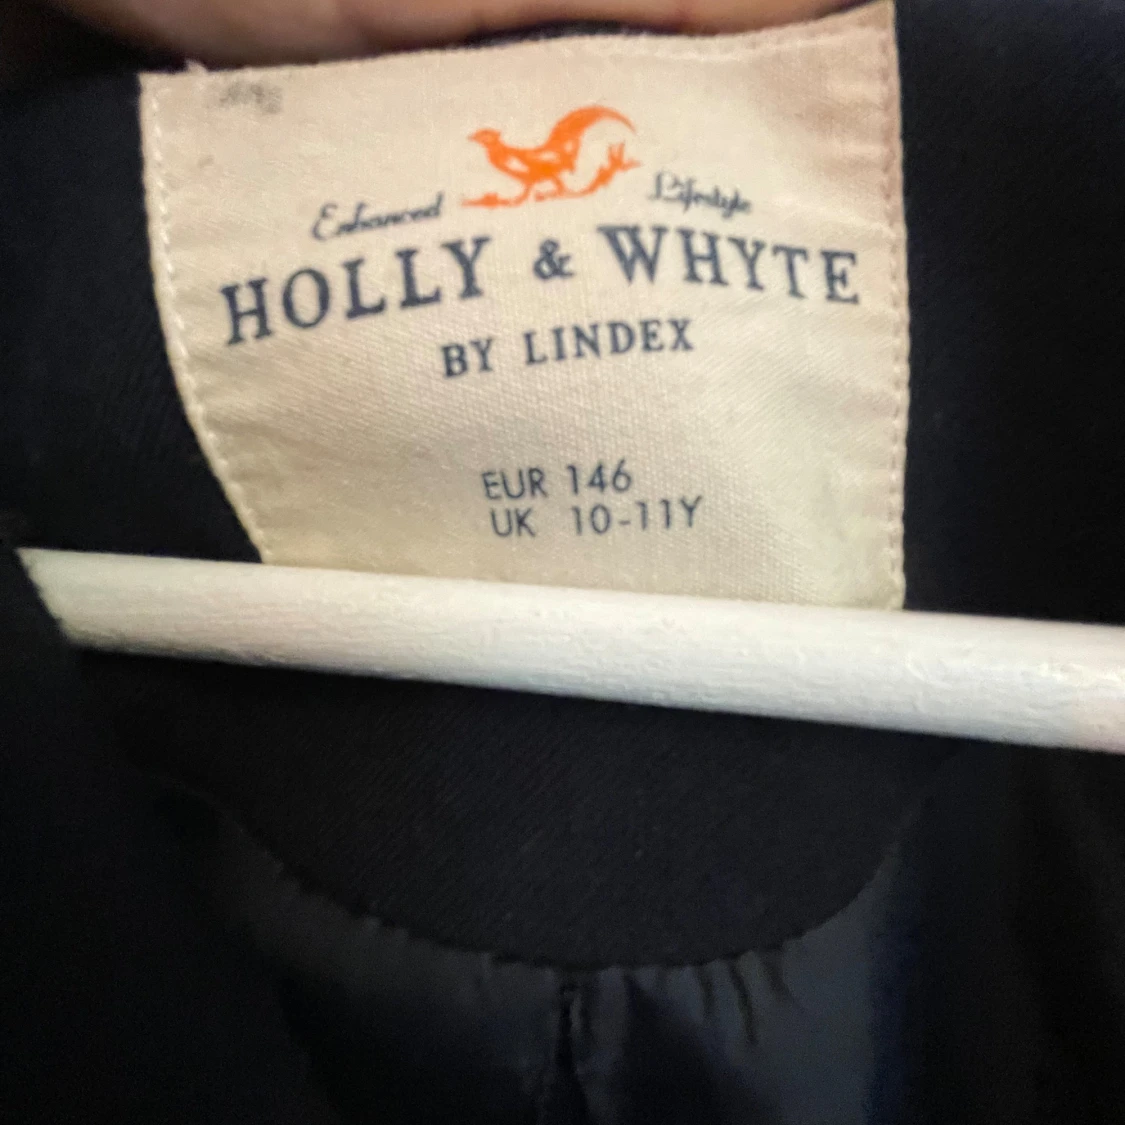 Enhanced Lifestyle
HOLLY & WHYTE
BY LINDEX
EUR 146
UK 10-11Y